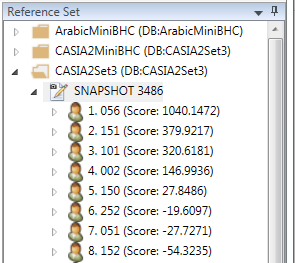 Reference Set
ArabicMiniBHC (DB:ArabicMiniBHC)
CASIA2MiniBHC (DB:CASIA2Set3)
CASIA2Set3 (DB:CASIA2Set3)
SNAPSHOT 3486
1. 056 (Score: 1040.1472)
2. 151 (Score: 379.9217)
3. 101 (Score: 320.6181)
4. 002 (Score: 146.9936)
5. 150 (Score: 27.8486)
6. 252 (Score: -19.6097)
7. 051 (Score: -27.7271)
8. 152 (Score: -54.3235)